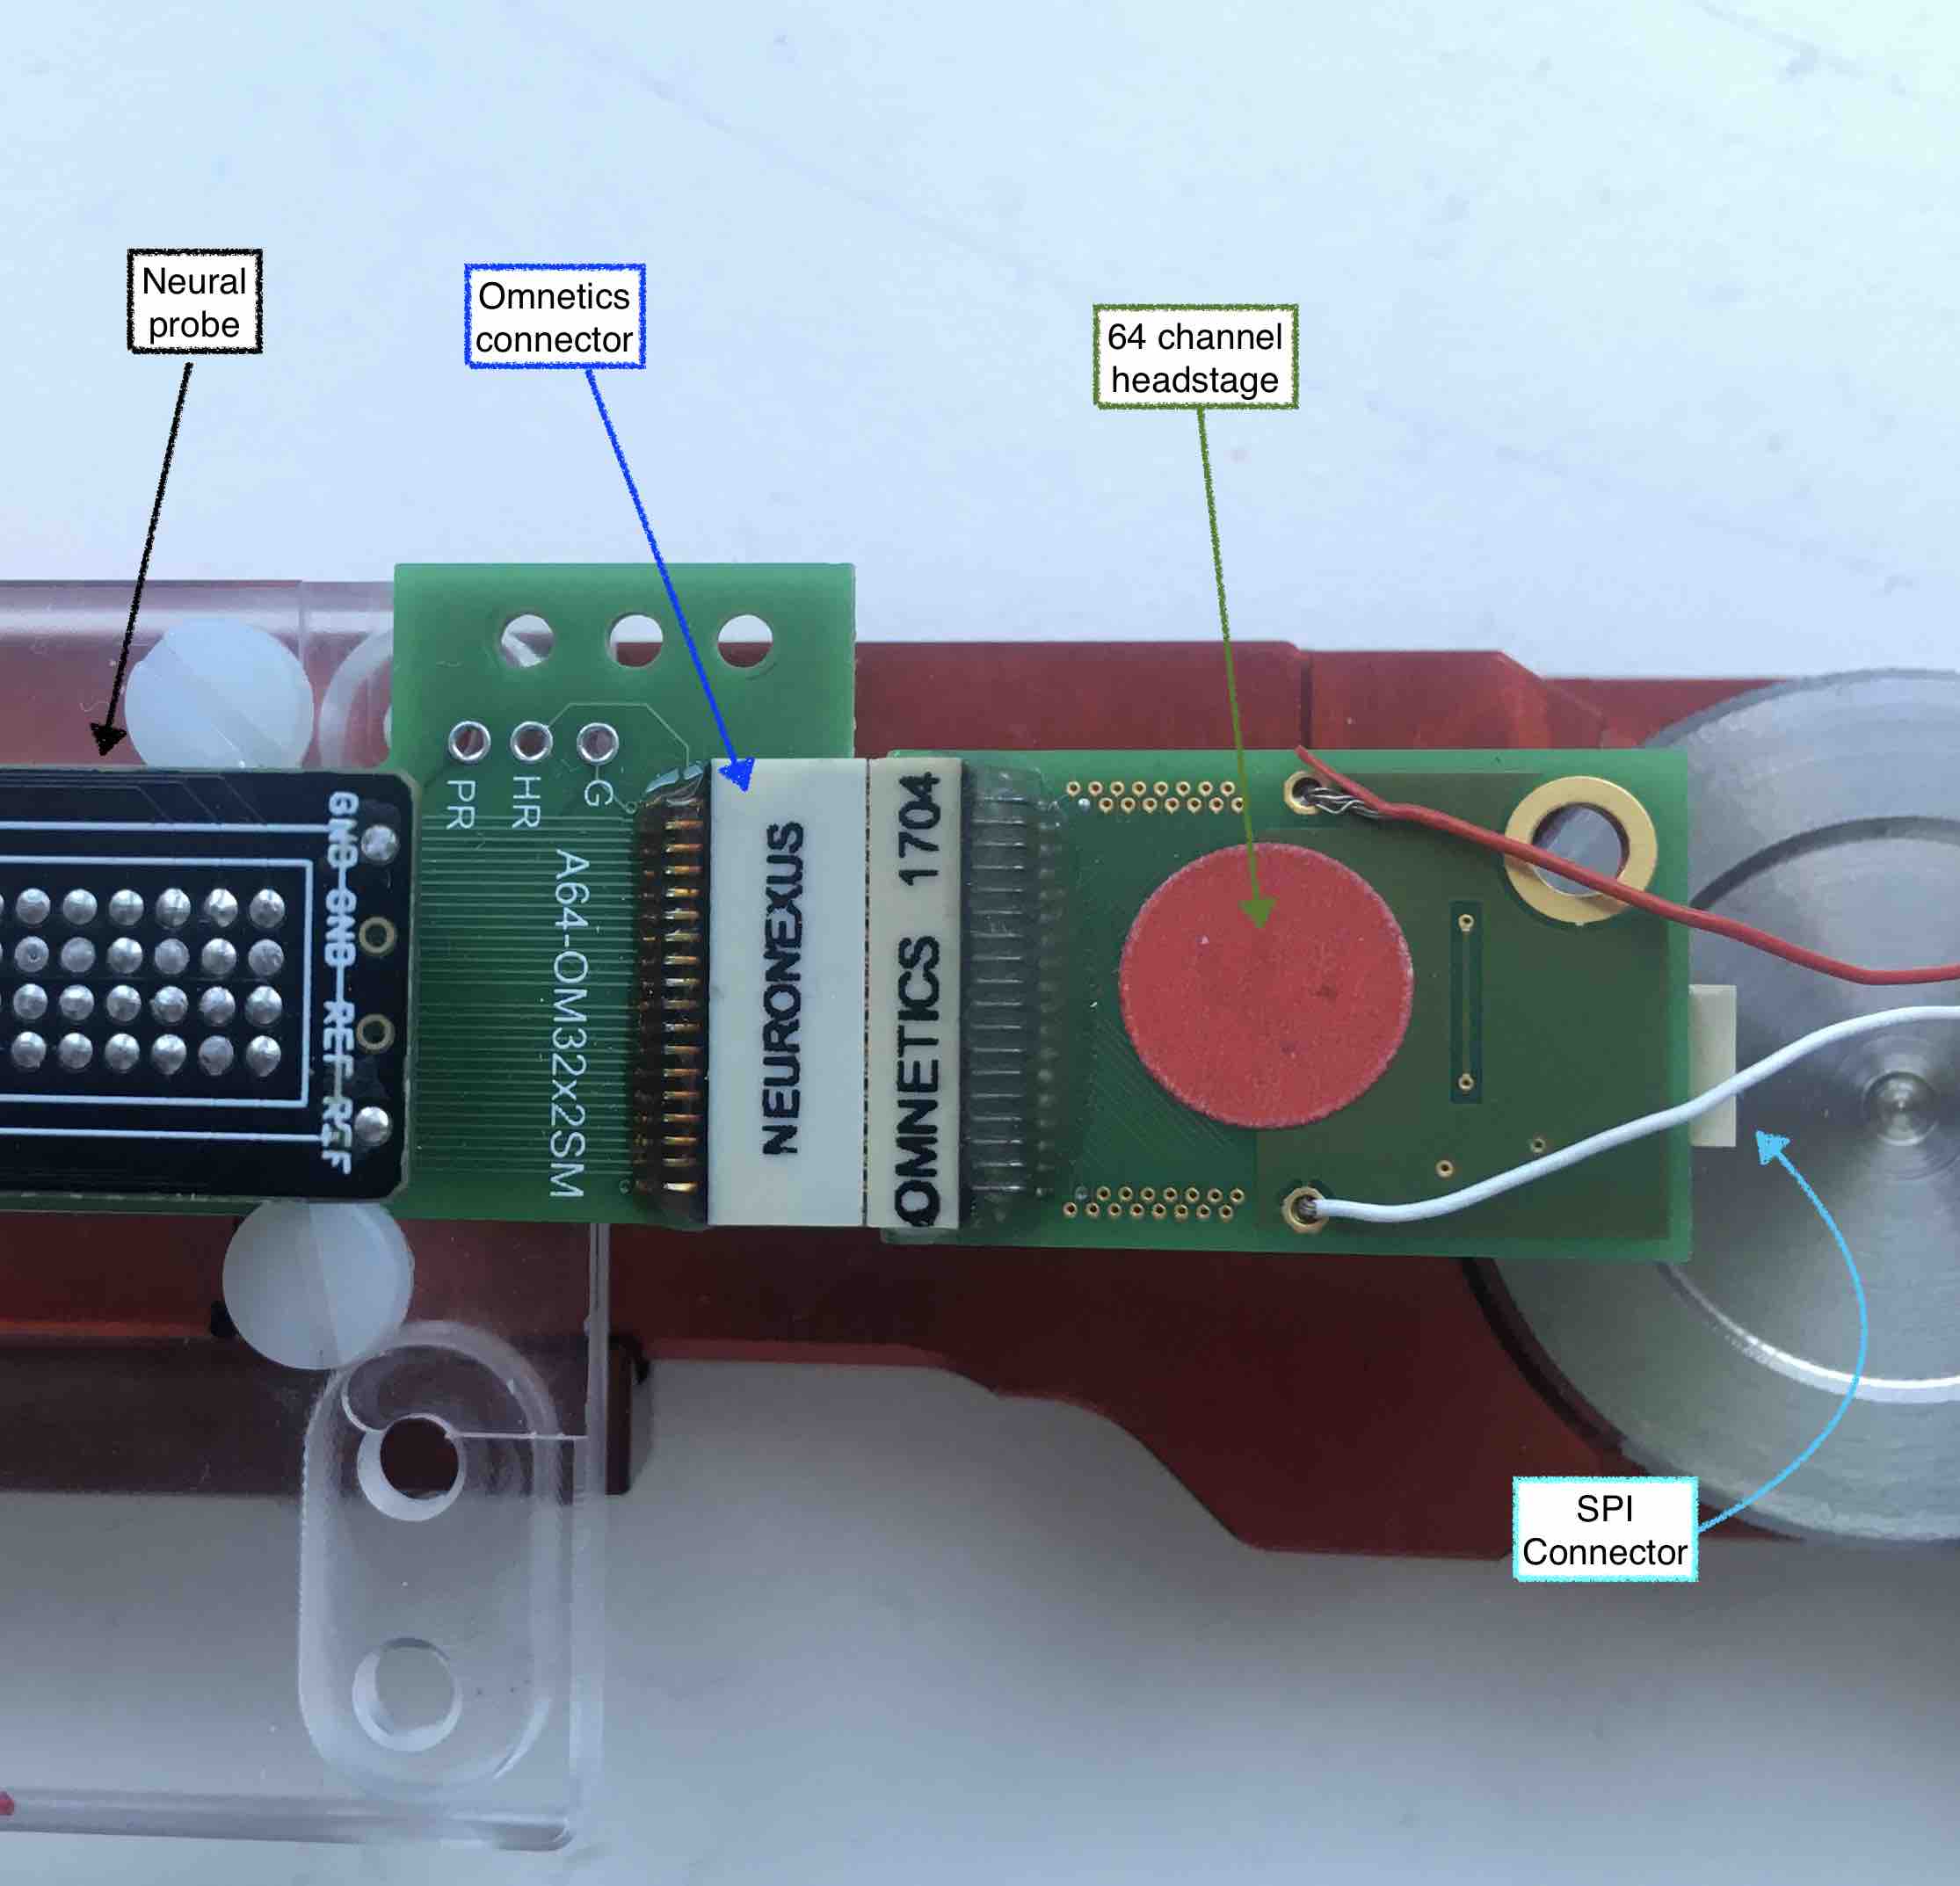 Neural
probe
Omnetics
connector
64 channel
headstage
GND GND REF REF
PR
HR
G
A64-OM32x2SM
NEURONEXUS
OMNETICS 1704
SPI
Connector